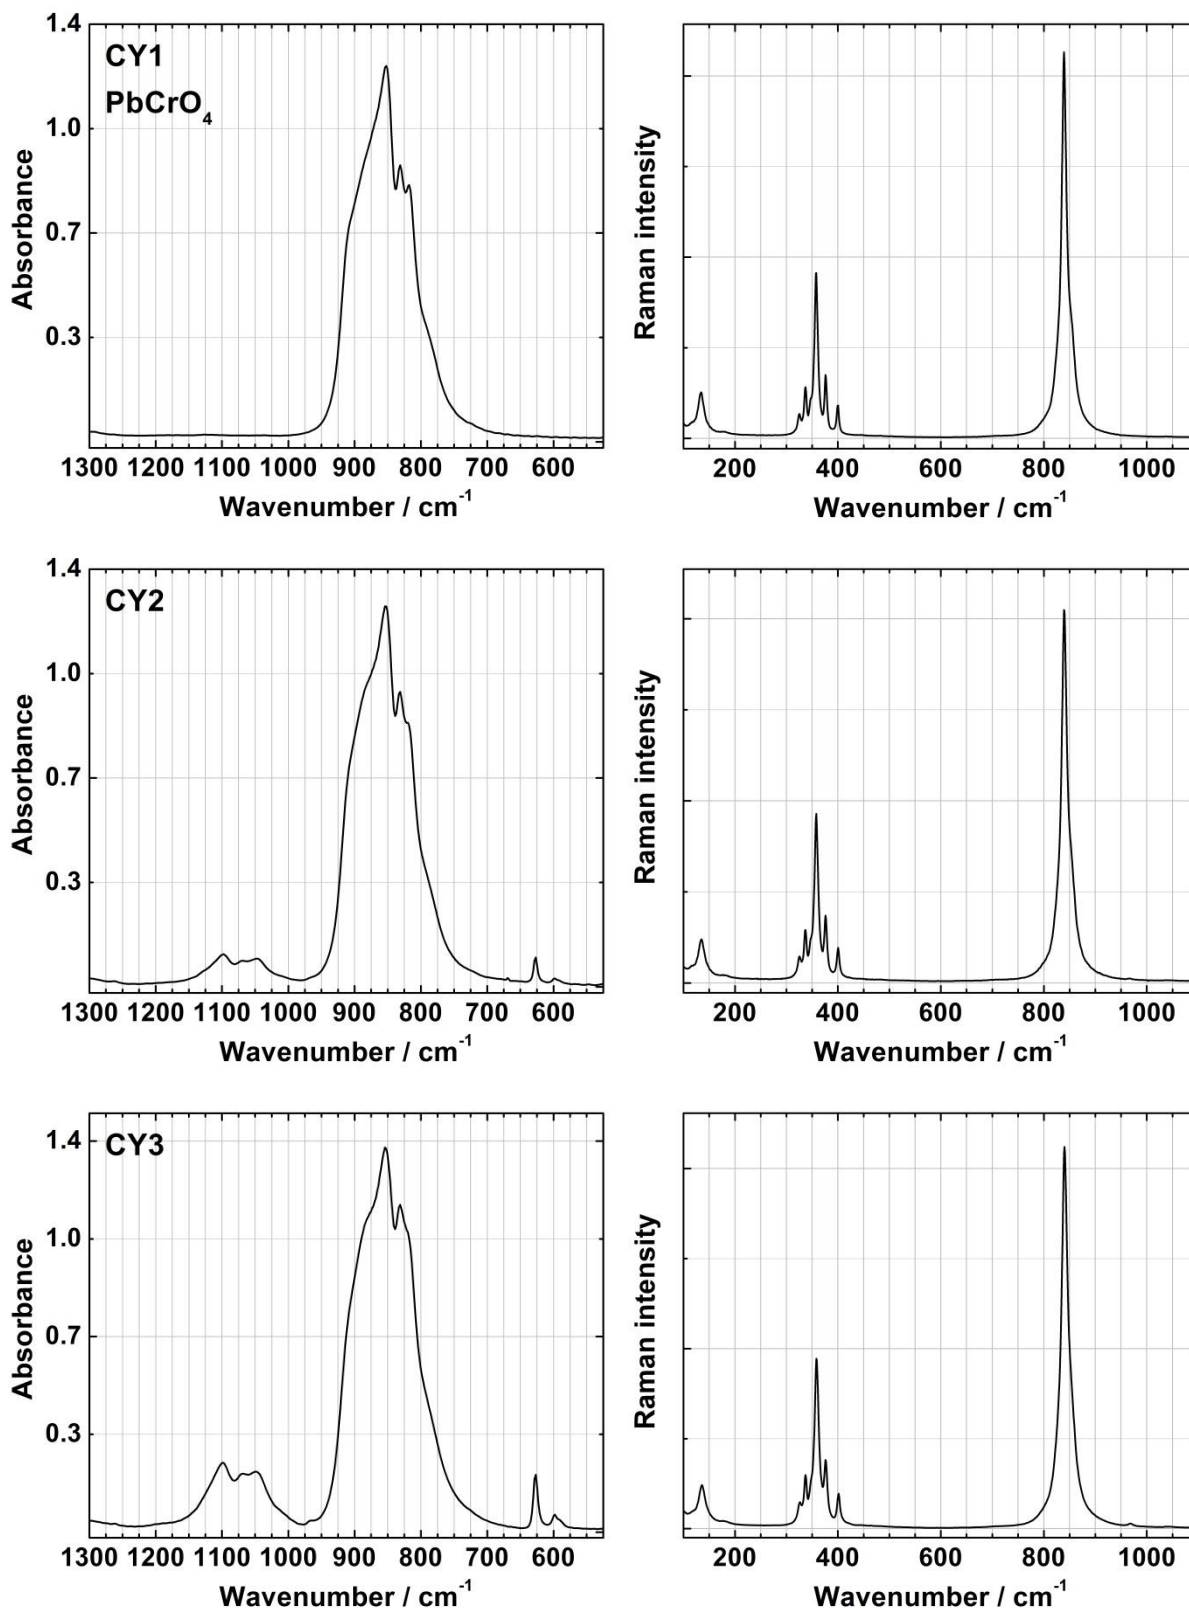 1.4
CY1
PbCrO₄
1.0
Absorbance
0.7
0.3
1300 1200 1100 1000 900 800 700 600
Wavenumber / cm⁻¹
Raman intensity
200 400 600 800 1000
Wavenumber / cm⁻¹
1.4
CY2
1.0
Absorbance
0.7
0.3
1300 1200 1100 1000 900 800 700 600
Wavenumber / cm⁻¹
Raman intensity
200 400 600 800 1000
Wavenumber / cm⁻¹
1.4
CY3
1.0
Absorbance
0.7
0.3
1300 1200 1100 1000 900 800 700 600
Wavenumber / cm⁻¹
Raman intensity
200 400 600 800 1000
Wavenumber / cm⁻¹